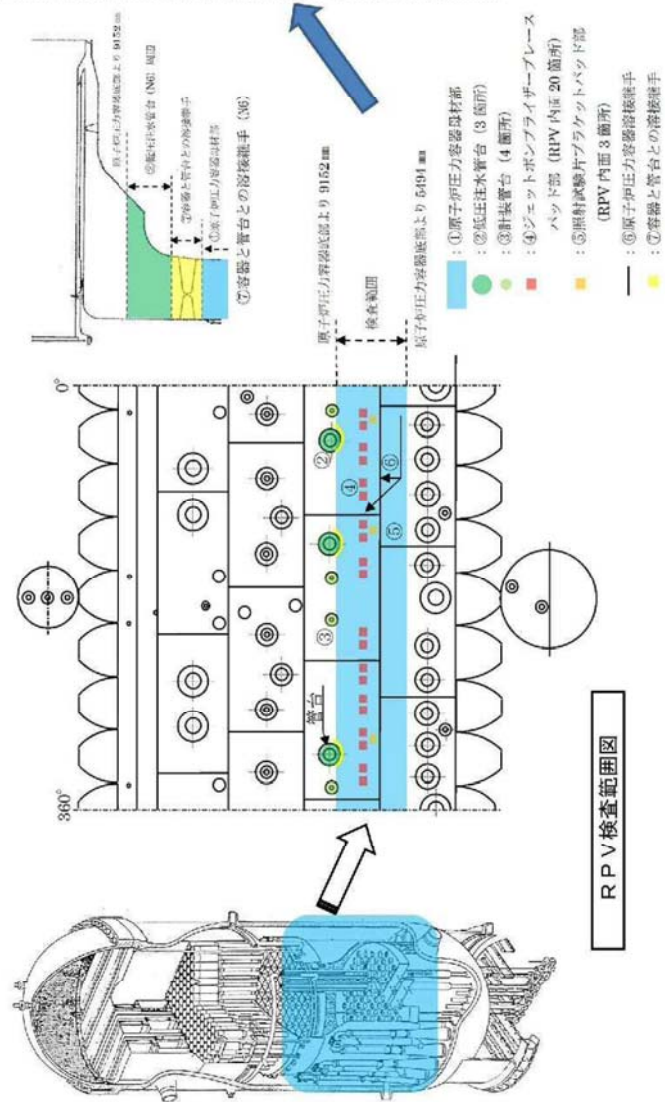 原子炉圧力容器底部より 9152 mm
②低圧注水管台 (N6) 周辺
⑦容器と管台との溶接継手
①原子炉圧力容器母材部
⑦容器と管台との溶接継手 (N6)
0°
360°
原子炉圧力容器底部より 9152 mm
検査範囲
原子炉圧力容器底部より 5494 mm
②
④
⑥
⑤
③
管台
:①原子炉圧力容器母材部
:②低圧注水管台 (3 箇所)
:③計装管台 (4 箇所)
:④ジェットポンプライザーブレース
パッド部 (RPV 内面 20 箇所)
:⑤照射試験片ブラケットパッド部
(RPV 内面 3 箇所)
:⑥原子炉圧力容器溶接継手
:⑦容器と管台との溶接継手
RPV検査範囲図